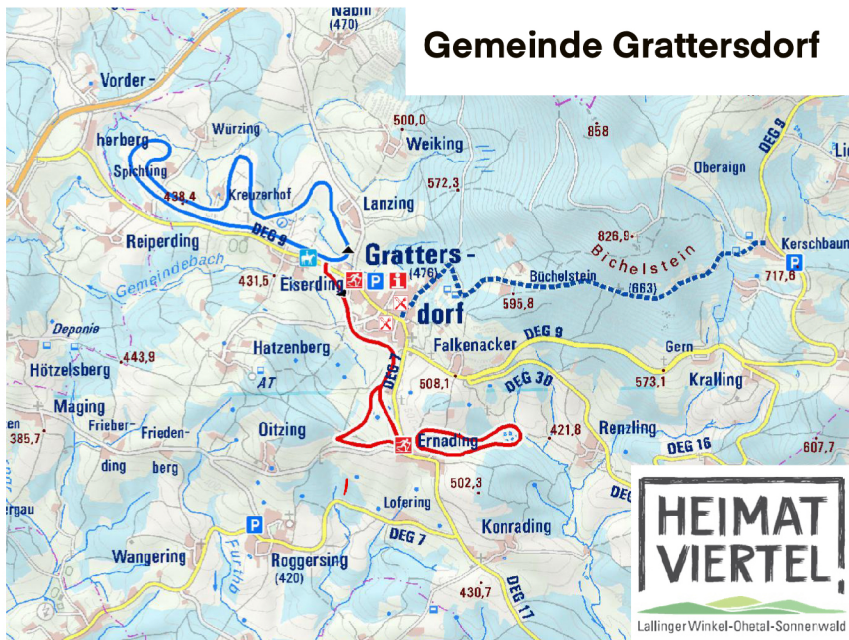 Nabin
(470)
Gemeinde Grattersdorf
Vorder-
herberg
Würzing
500,0
Weiking
858
DEG 9
Spichting
438,4
Kreuzerhof
572,3
Oberaign
Lanzing
Reiperding
DEG 9
826,9
Büchelstein
Kerschbaum
Gratters-
(476)
717,6
Gemeindebach
431,5
Eiserding
Büchelstein
(663)
595,8
dorf
Deponie
Hatzenberg
Falkenacker
DEG 9
Gern
Hötzelsberg
443,9
AT
DEG 7
508,1
DEG 30
573,1
Kralling
Maging
385,7
Frieber-
Frieden-
ding
berg
Oitzing
Ernading
421,8
Renzling
DEG 16
607,7
502,3
Lofering
Konrading
DEG 7
Wangering
Roggersing
(420)
430,7
DEG 17
HEIMAT
VIERTEL
Lallinger Winkel-Ohetal-Sonnenwald